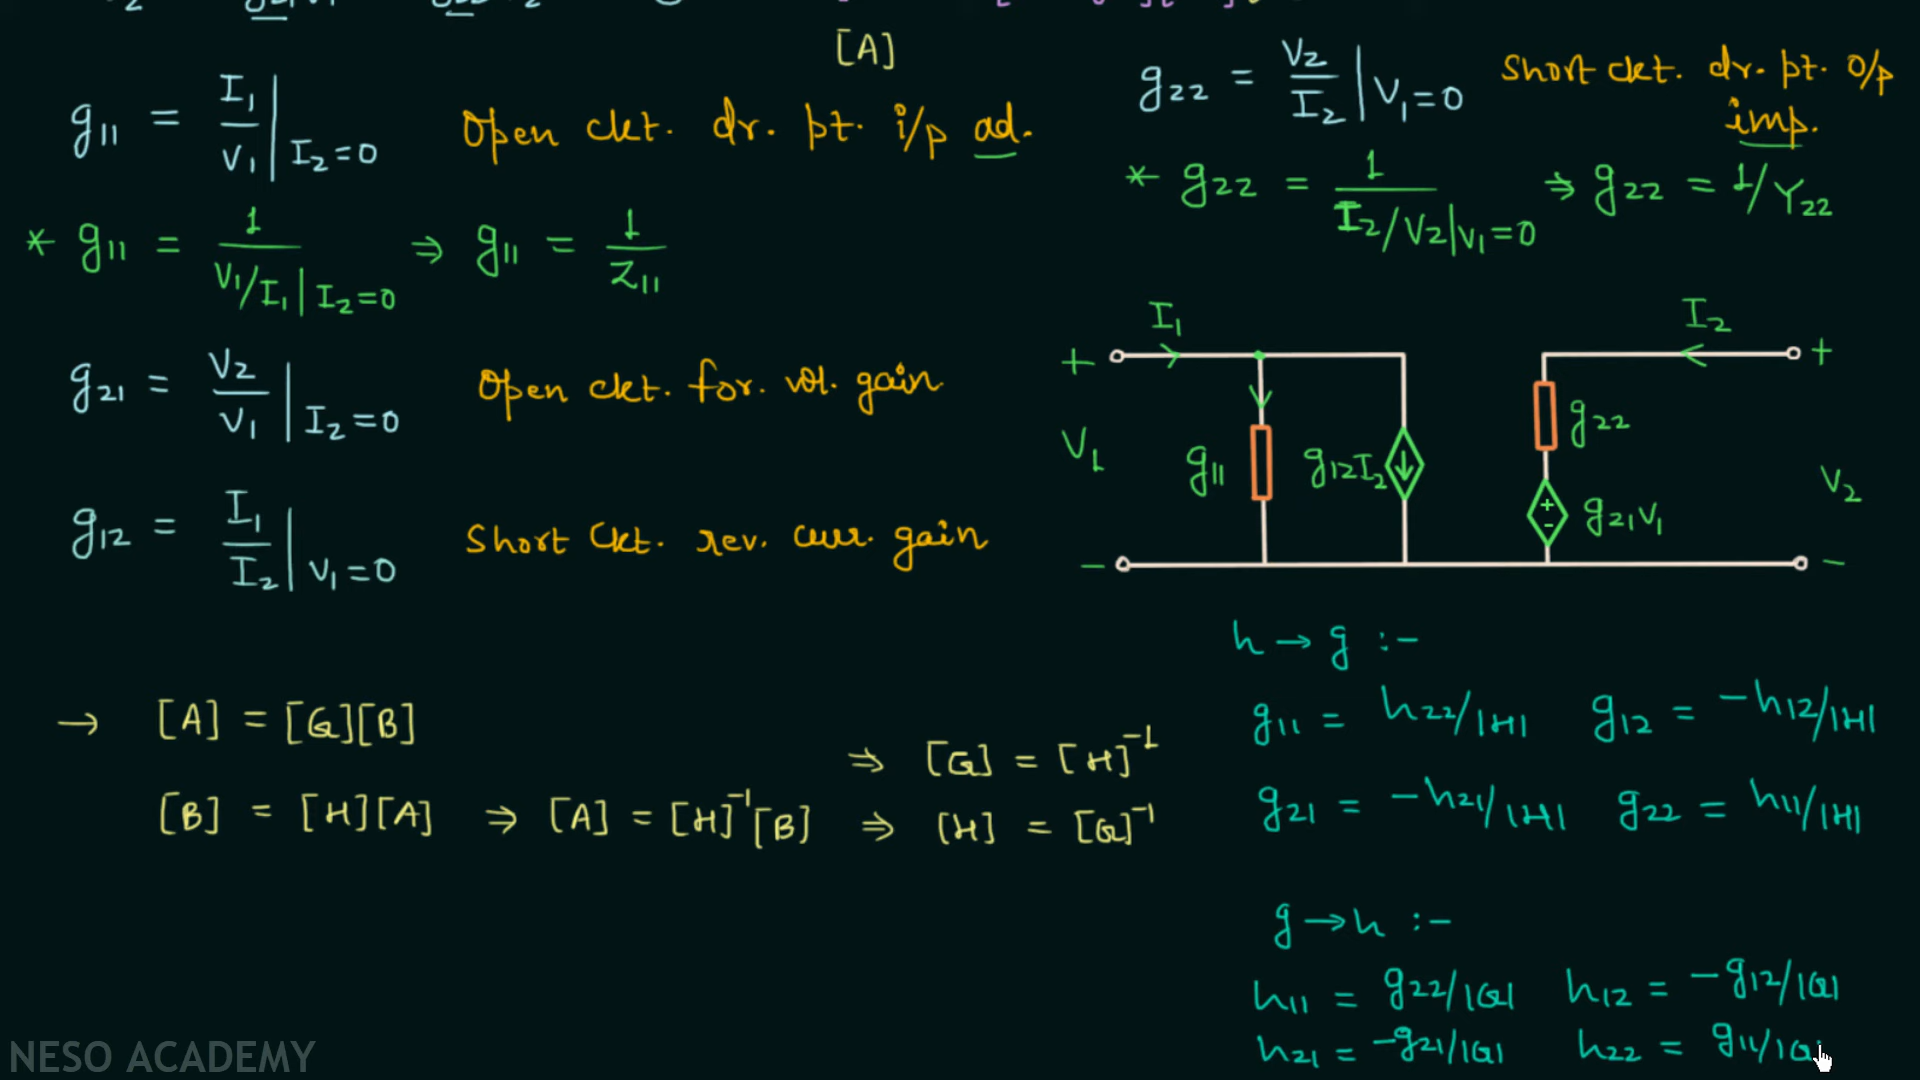 [A]
g11 = I1/V1 | I2=0 Open ckt. dr. pt. i/p ad.
* g11 = 1/(V1/I1 | I2=0) ⇒ g11 = 1/Z11
g21 = V2/V1 | I2=0 Open ckt. for. vol. gain
g12 = I1/I2 | V1=0 Short Ckt. rev. curr. gain
→ [A] = [G][B]
[B] = [H][A] ⇒ [A] = [H]⁻¹[B]
⇒ [G] = [H]⁻¹
⇒ [H] = [G]⁻¹
g22 = V2/I2 | V1=0 Short ckt. dr. pt. o/p
imp.
* g22 = 1/(I2/V2 | V1=0) ⇒ g22 = 1/Y22
I1 I2
+ +
g22
V1 g11 g12I2 V2
+
- g21V1
- -
h → g :-
g11 = h22/|H| g12 = -h12/|H|
g21 = -h21/|H| g22 = h11/|H|
g → h :-
h11 = g22/|G| h12 = -g12/|G|
h21 = -g21/|G| h22 = g11/|G
NESO ACADEMY